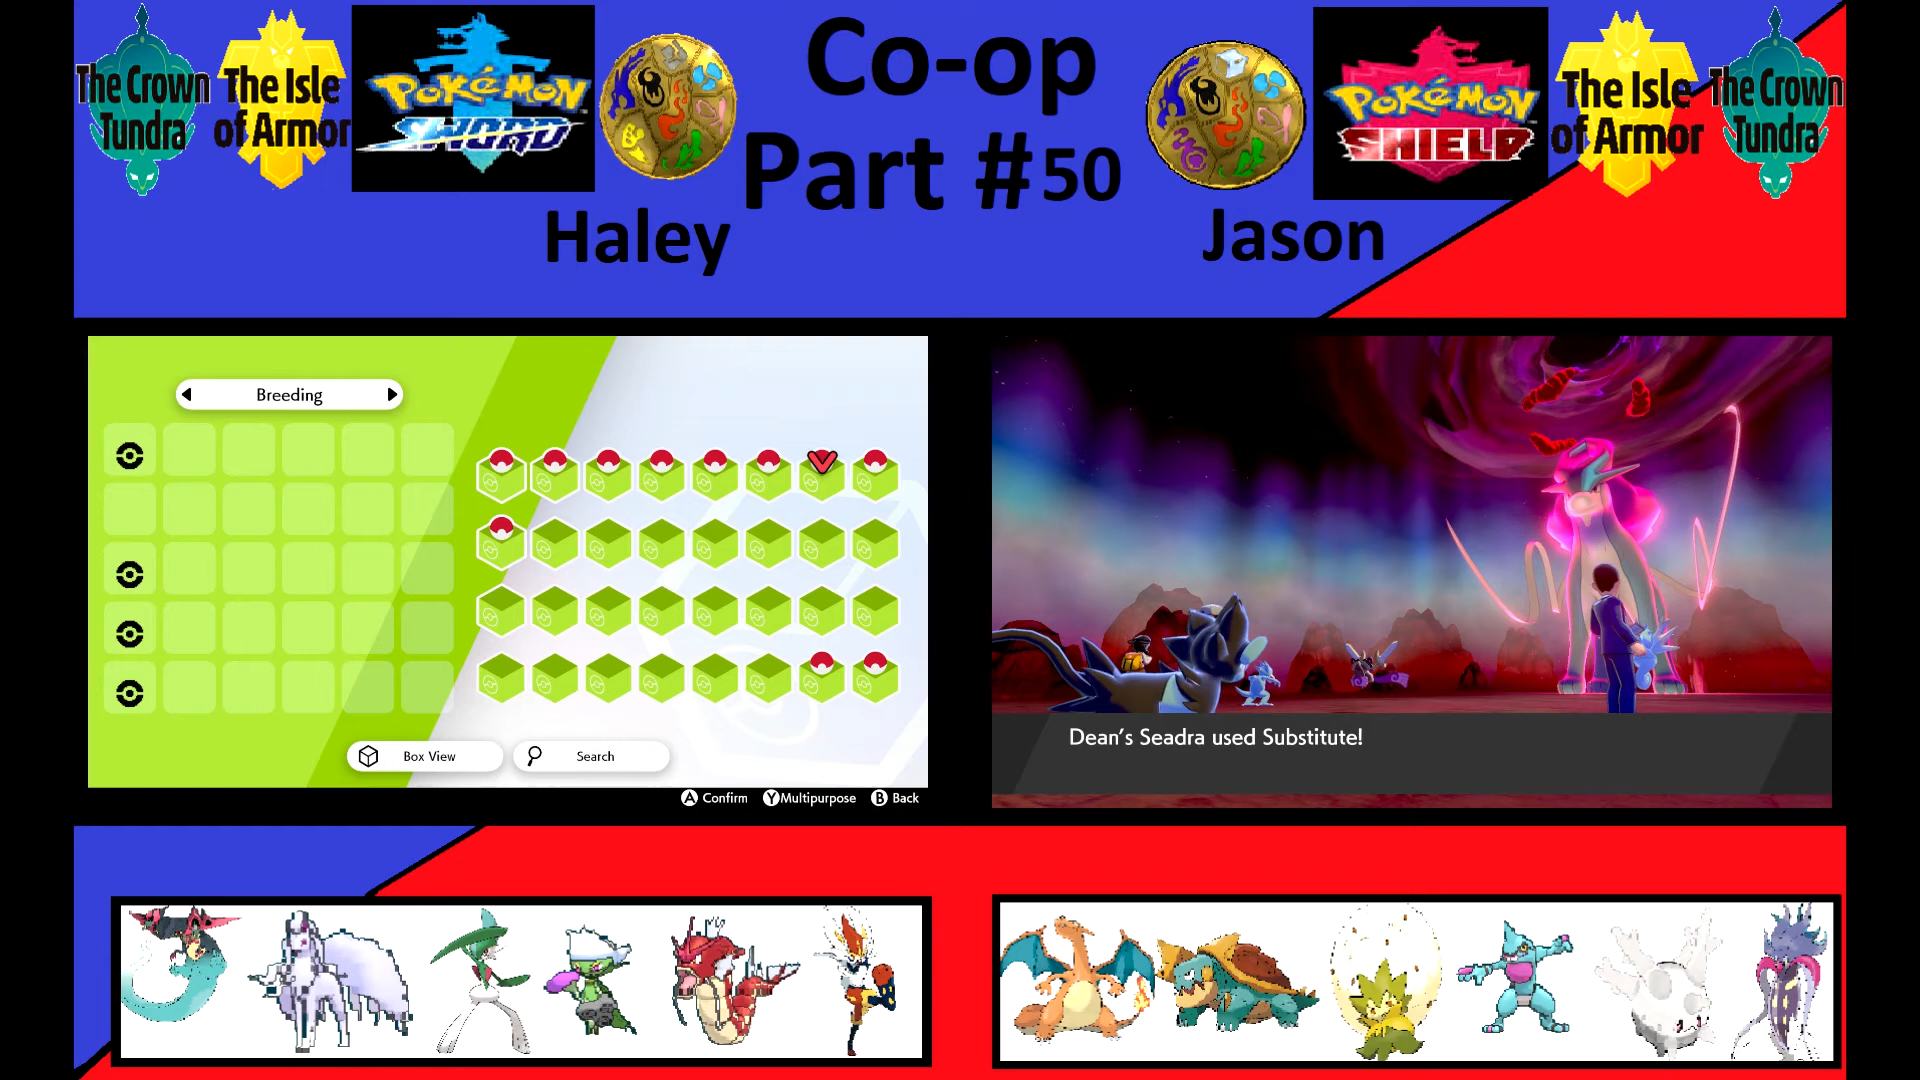 Co-op
Part #50
The Crown
Tundra
The Isle
of Armor
POKéMON
SWORD
POKéMON
SHIELD
The Isle
of Armor
The Crown
Tundra
Haley
Jason
Breeding
Box View
Search
A Confirm
Y Multipurpose
B Back
Dean's Seadra used Substitute!